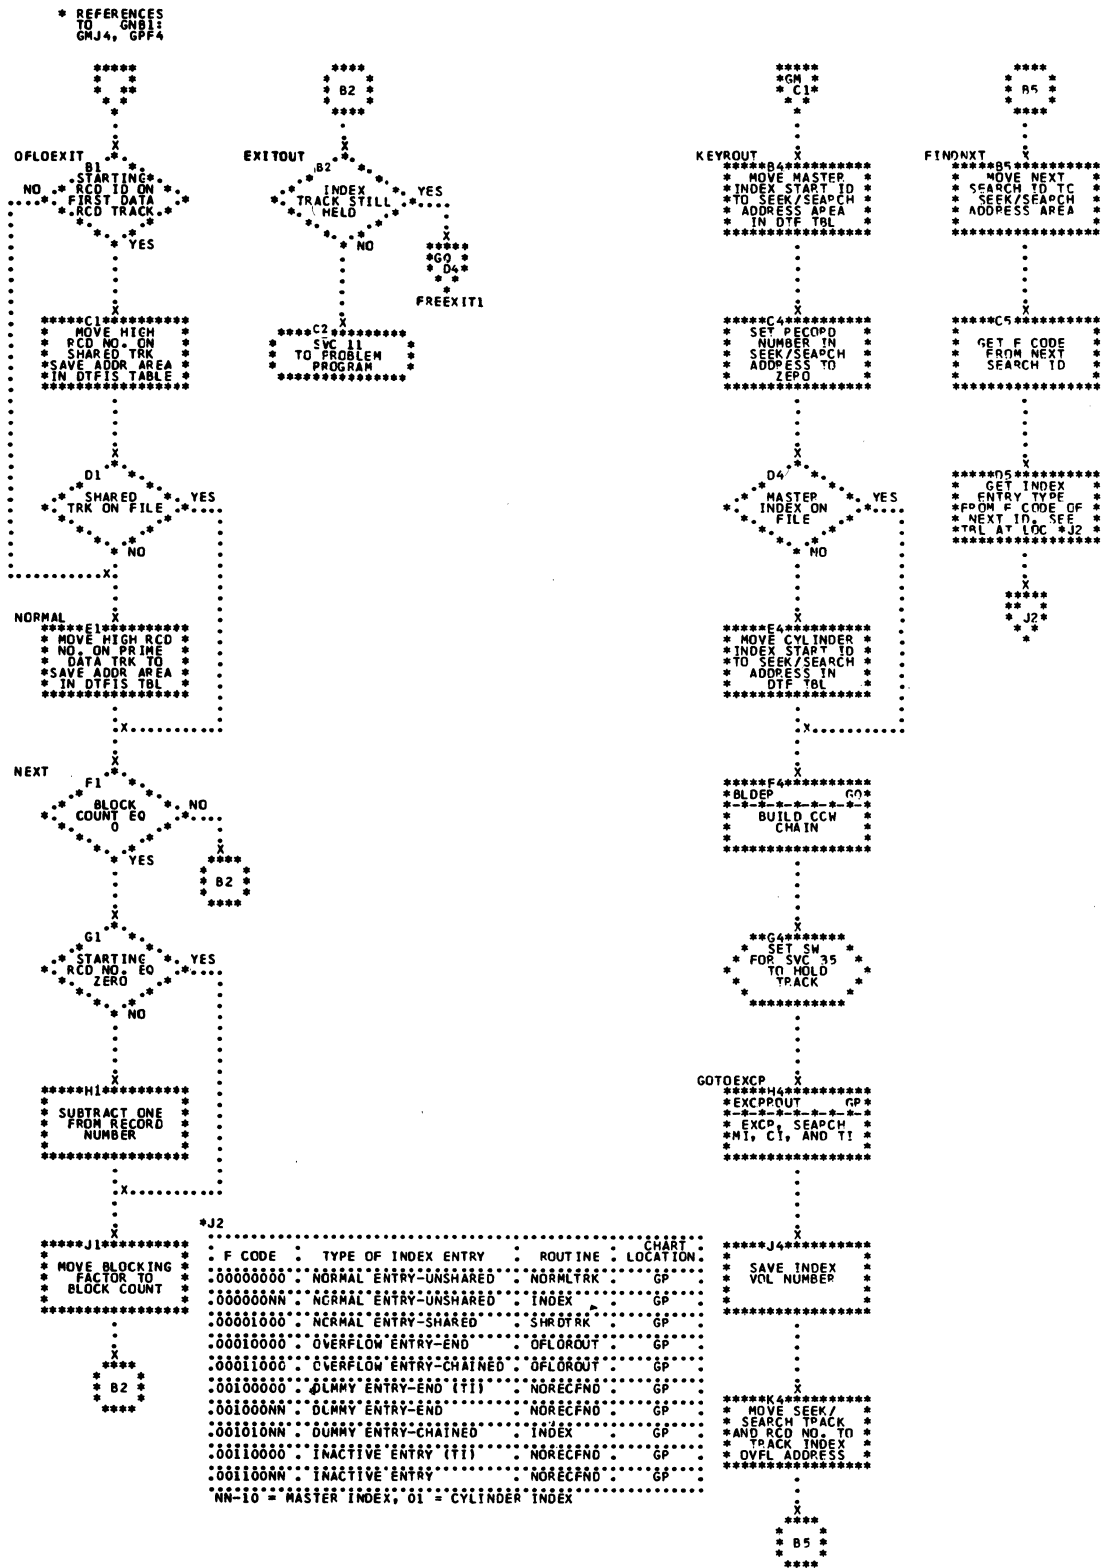 * REFERENCES
TO GNB1:
GMJ4, GPF4
OFLOEXIT
B1
STARTING
RCD ID ON
FIRST DATA
RCD TRACK
NO
YES
C1
MOVE HIGH
RCD NO. ON
SHARED TRK
SAVE ADDR AREA
IN DTFIS TABLE
D1
SHARED
TRK ON FILE
YES
NO
NORMAL
E1
MOVE HIGH RCD
NO. ON PRIME
DATA TRK TO
SAVE ADDR AREA
IN DTFIS TBL
NEXT
F1
BLOCK
COUNT EQ
0
NO
YES
B2
G1
STARTING
RCD NO. EQ
ZERO
YES
NO
H1
SUBTRACT ONE
FROM RECORD
NUMBER
J1
MOVE BLOCKING
FACTOR TO
BLOCK COUNT
B2
B2
EXITOUT
B2
INDEX
TRACK STILL
HELD
YES
NO
GQ
D4
FREEXIT1
C2
SVC 11
TO PROBLEM
PROGRAM
GM
C1
KEYROUT
B4
MOVE MASTER
INDEX START ID
TO SEEK/SEARCH
ADDRESS AREA
IN DTF TBL
C4
SET RECORD
NUMBER IN
SEEK/SEARCH
ADDRESS TO
ZERO
D4
MASTER
INDEX ON
FILE
YES
NO
E4
MOVE CYLINDER
INDEX START ID
TO SEEK/SEARCH
ADDRESS IN
DTF TBL
F4
BLDEP GQ
BUILD CCW
CHAIN
G4
SET SW
FOR SVC 35
TO HOLD
TRACK
GOTOEXCP
H4
EXCPROUT GP
EXCP, SEARCH
MI, CI, AND TI
J4
SAVE INDEX
VOL NUMBER
K4
MOVE SEEK/
SEARCH TRACK
AND RCD NO. TO
TRACK INDEX
OVFL ADDRESS
B5
B5
FINDNXT
B5
MOVE NEXT
SEARCH ID TO
SEEK/SEARCH
ADDRESS AREA
C5
GET F CODE
FROM NEXT
SEARCH ID
D5
GET INDEX
ENTRY TYPE
FROM F CODE OF
NEXT ID. SEE
TBL AT LOC *J2
J2
*J2
F CODE TYPE OF INDEX ENTRY ROUTINE CHART LOCATION
00000000 NORMAL ENTRY-UNSHARED NORMLTRK GP
000000NN NORMAL ENTRY-UNSHARED INDEX GP
00001000 NORMAL ENTRY-SHARED SHRDTRK GP
00010000 OVERFLOW ENTRY-END OFLOROUT GP
00011000 OVERFLOW ENTRY-CHAINED OFLOROUT GP
00100000 DUMMY ENTRY-END (TI) NORECFND GP
001000NN DUMMY ENTRY-END NORECFND GP
001010NN DUMMY ENTRY-CHAINED INDEX GP
00110000 INACTIVE ENTRY (TI) NORECFND GP
001100NN INACTIVE ENTRY NORECFND GP
NN-10 = MASTER INDEX, 01 = CYLINDER INDEX